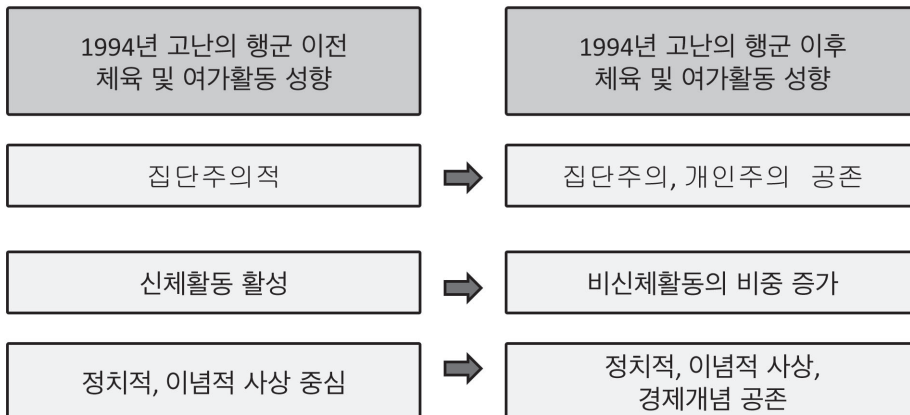 1994년 고난의 행군 이전
체육 및 여가활동 성향
1994년 고난의 행군 이후
체육 및 여가활동 성향
집단주의적
집단주의, 개인주의 공존
신체활동 활성
비신체활동의 비중 증가
정치적, 이념적 사상 중심
정치적, 이념적 사상,
경제개념 공존